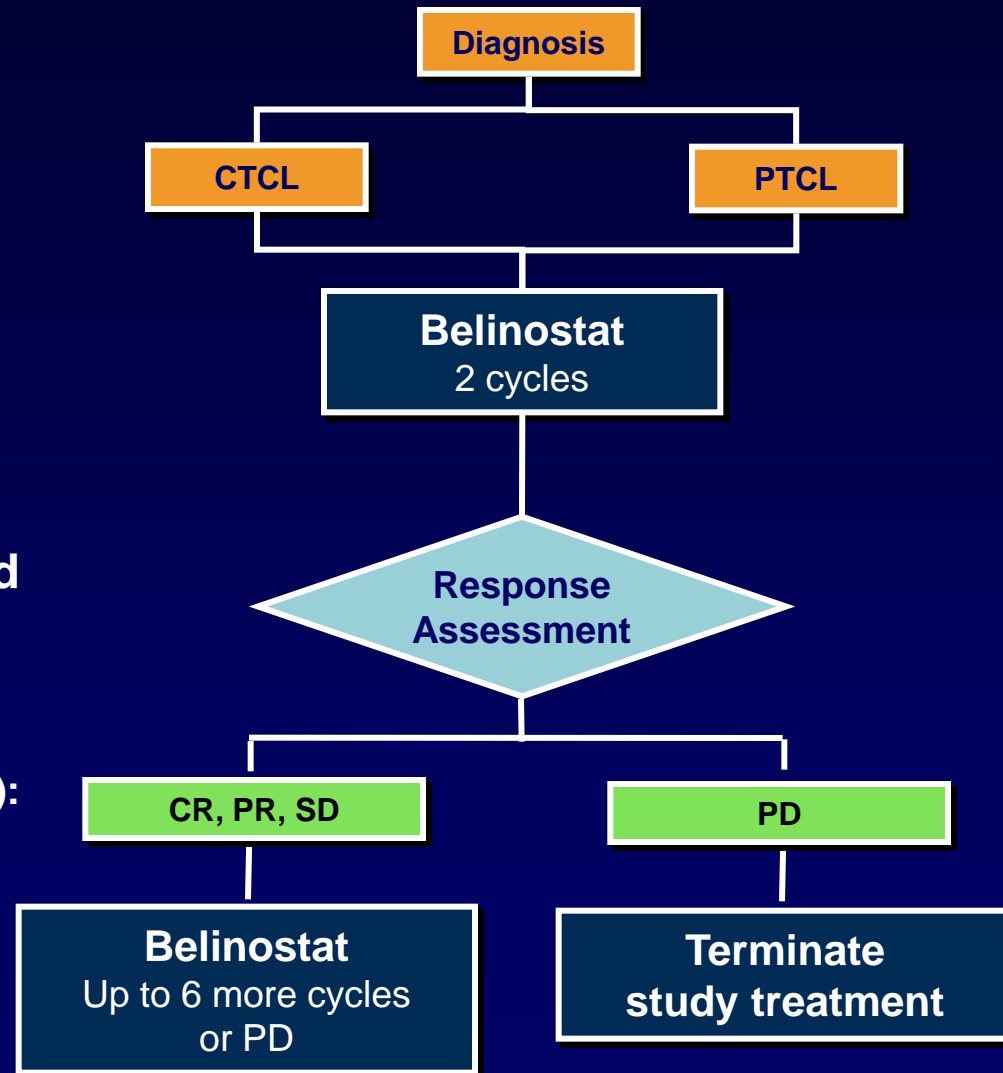 Diagnosis
CTCL
PTCL
Belinostat
2 cycles
d
Response
Assessment
):
CR, PR, SD
PD
Belinostat
Up to 6 more cycles
or PD
Terminate
study treatment